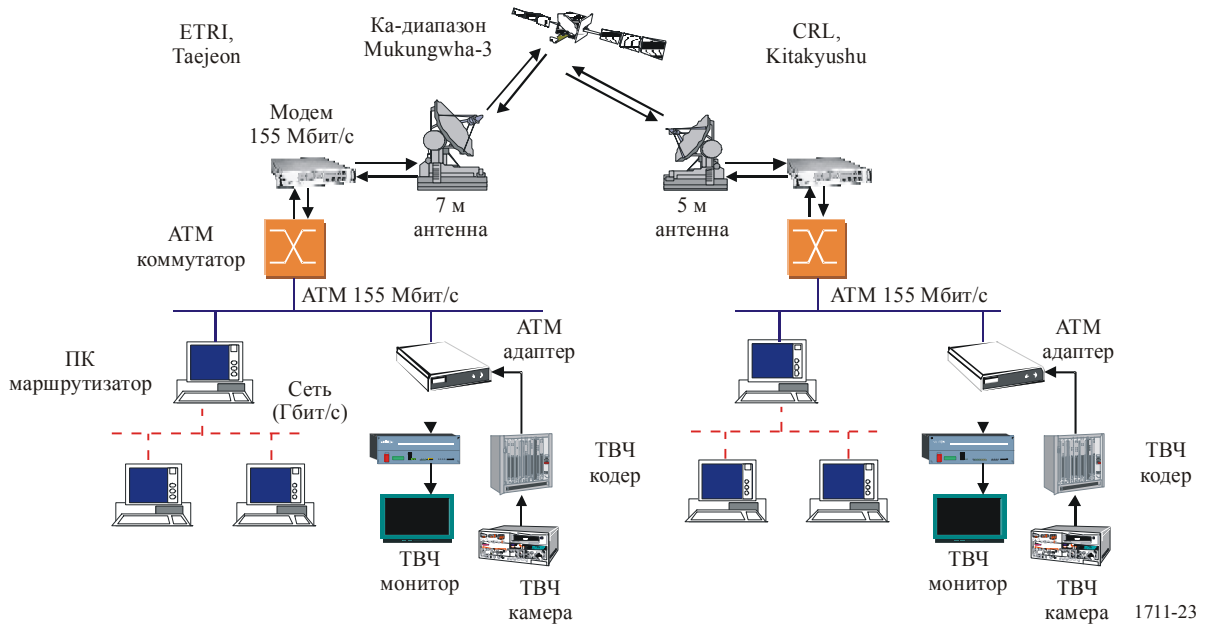 ETRI,
Taejeon
Ка-диапазон
Mukungwha-3
CRL,
Kitakyushu
Модем
155 Мбит/с
7 м
антенна
5 м
антенна
АТМ
коммутатор
АТМ 155 Мбит/с
АТМ 155 Мбит/с
ПК
маршрутизатор
Сеть
(Гбит/с)
АТМ
адаптер
АТМ
адаптер
ТВЧ
кодер
ТВЧ
кодер
ТВЧ
монитор
ТВЧ
камера
ТВЧ
монитор
ТВЧ
камера
1711-23